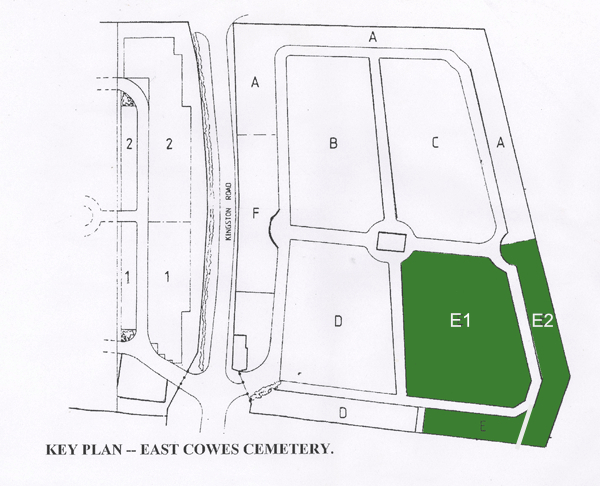 A
A
B
C
A
2
2
KINGSTON ROAD
F
1
1
D
E1
E2
D
E
KEY PLAN -- EAST COWES CEMETERY.